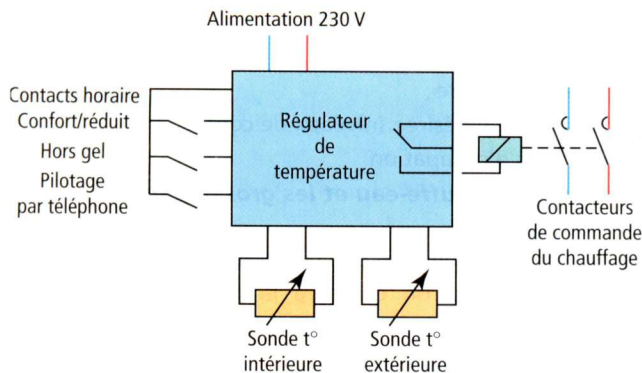 Alimentation 230 V
Contacts horaire
Confort/réduit
Hors gel
Pilotage
par téléphone
Régulateur
de
température
Contacteurs
de commande
du chauffage
Sonde t°
intérieure
Sonde t°
extérieure